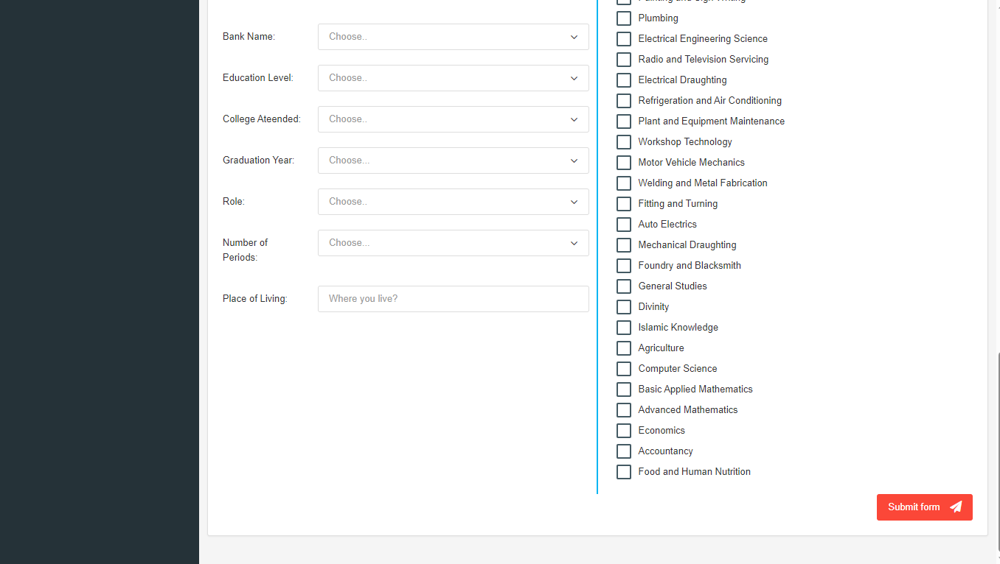 Bank Name:
Choose..
Education Level:
Choose..
College Ateended:
Choose..
Graduation Year:
Choose...
Role:
Choose..
Number of
Periods:
Choose...
Place of Living:
Where you live?
Plumbing
Electrical Engineering Science
Radio and Television Servicing
Electrical Draughting
Refrigeration and Air Conditioning
Plant and Equipment Maintenance
Workshop Technology
Motor Vehicle Mechanics
Welding and Metal Fabrication
Fitting and Turning
Auto Electrics
Mechanical Draughting
Foundry and Blacksmith
General Studies
Divinity
Islamic Knowledge
Agriculture
Computer Science
Basic Applied Mathematics
Advanced Mathematics
Economics
Accountancy
Food and Human Nutrition
Submit form